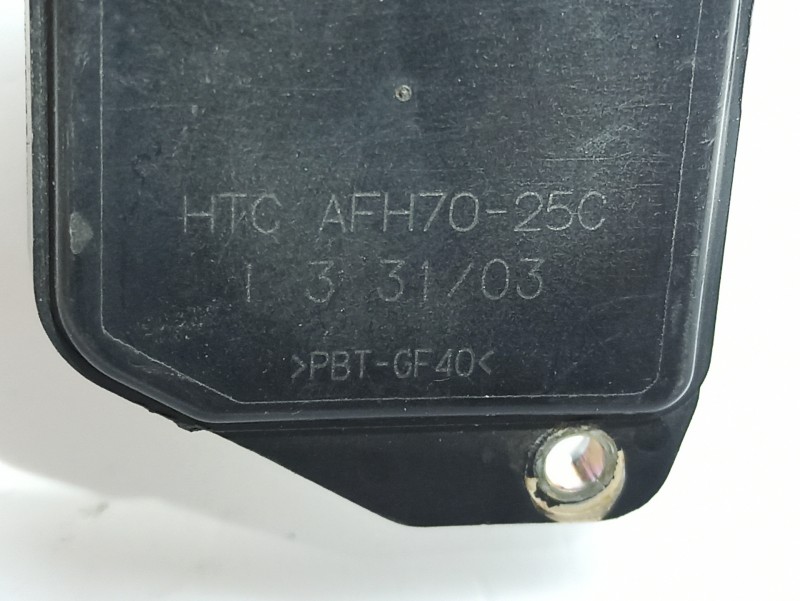 HTC AFH70-25C
1 3 31/03
>PBT-GF40<